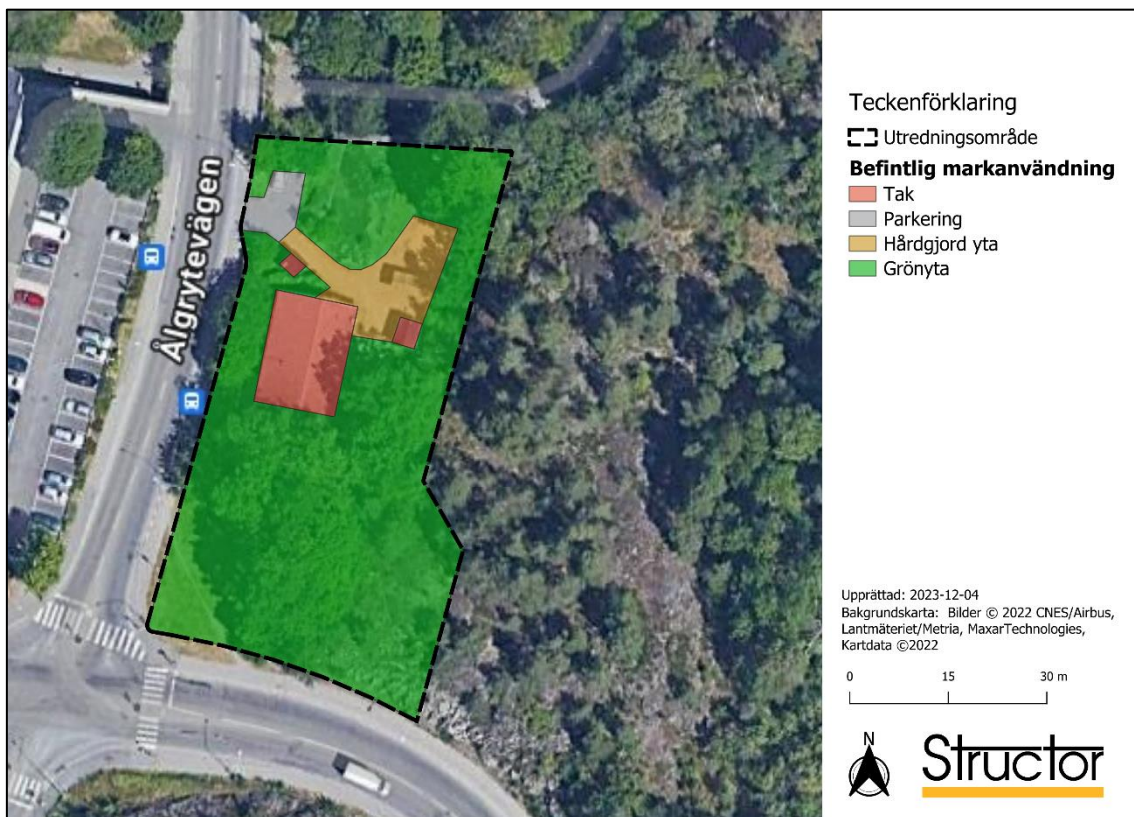 Ålgrytevägen
Teckenförklaring
Utredningsområde
Befintlig markanvändning
Tak
Parkering
Hårdgjord yta
Grönyta
Upprättad: 2023-12-04
Bakgrundskarta: Bilder © 2022 CNES/Airbus,
Lantmäteriet/Metria, MaxarTechnologies,
Kartdata ©2022
0 15 30 m
N
Structor